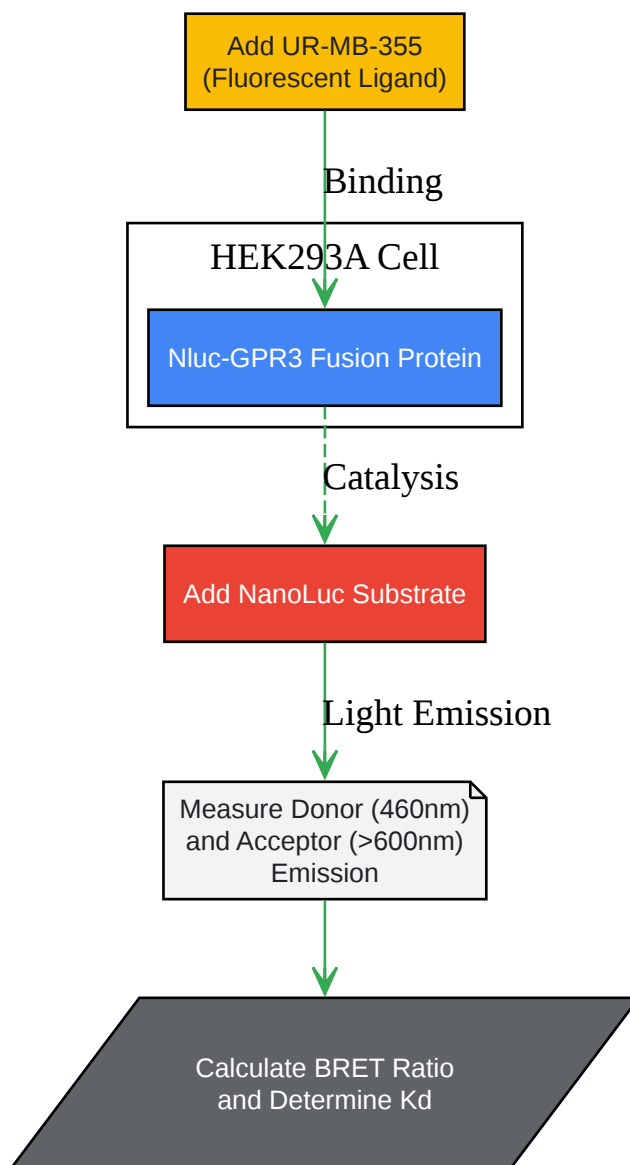 Add UR-MB-355
(Fluorescent Ligand)
Binding
HEK293A Cell
Nluc-GPR3 Fusion Protein
Catalysis
Add NanoLuc Substrate
Light Emission
Measure Donor (460nm)
and Acceptor (>600nm)
Emission
Calculate BRET Ratio
and Determine Kd